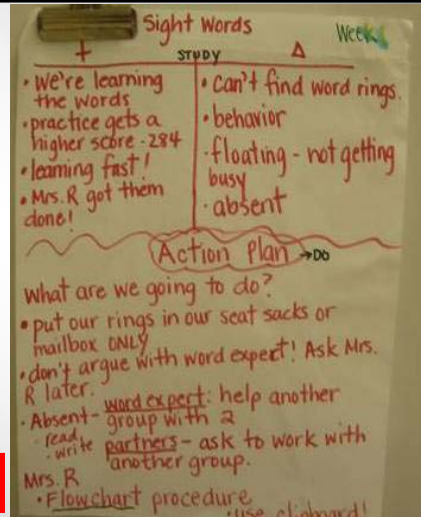 Sight Words
Week
+ STUDY Δ
• We're learning
the words
• practice gets a
higher score - 284
• learning fast!
• Mrs. R got them
done!
• can't find word rings.
• behavior
• floating - not getting
busy
• absent
Action Plan → DO
What are we going to do?
• put our rings in our seat sacks or
mailbox ONLY
• don't argue with word expert! Ask Mrs.
R later.
• Absent - word expert: help another
group with 2
• read
• write partners - ask to work with
another group.
Mrs. R
• Flowchart procedure
• use clipboard!